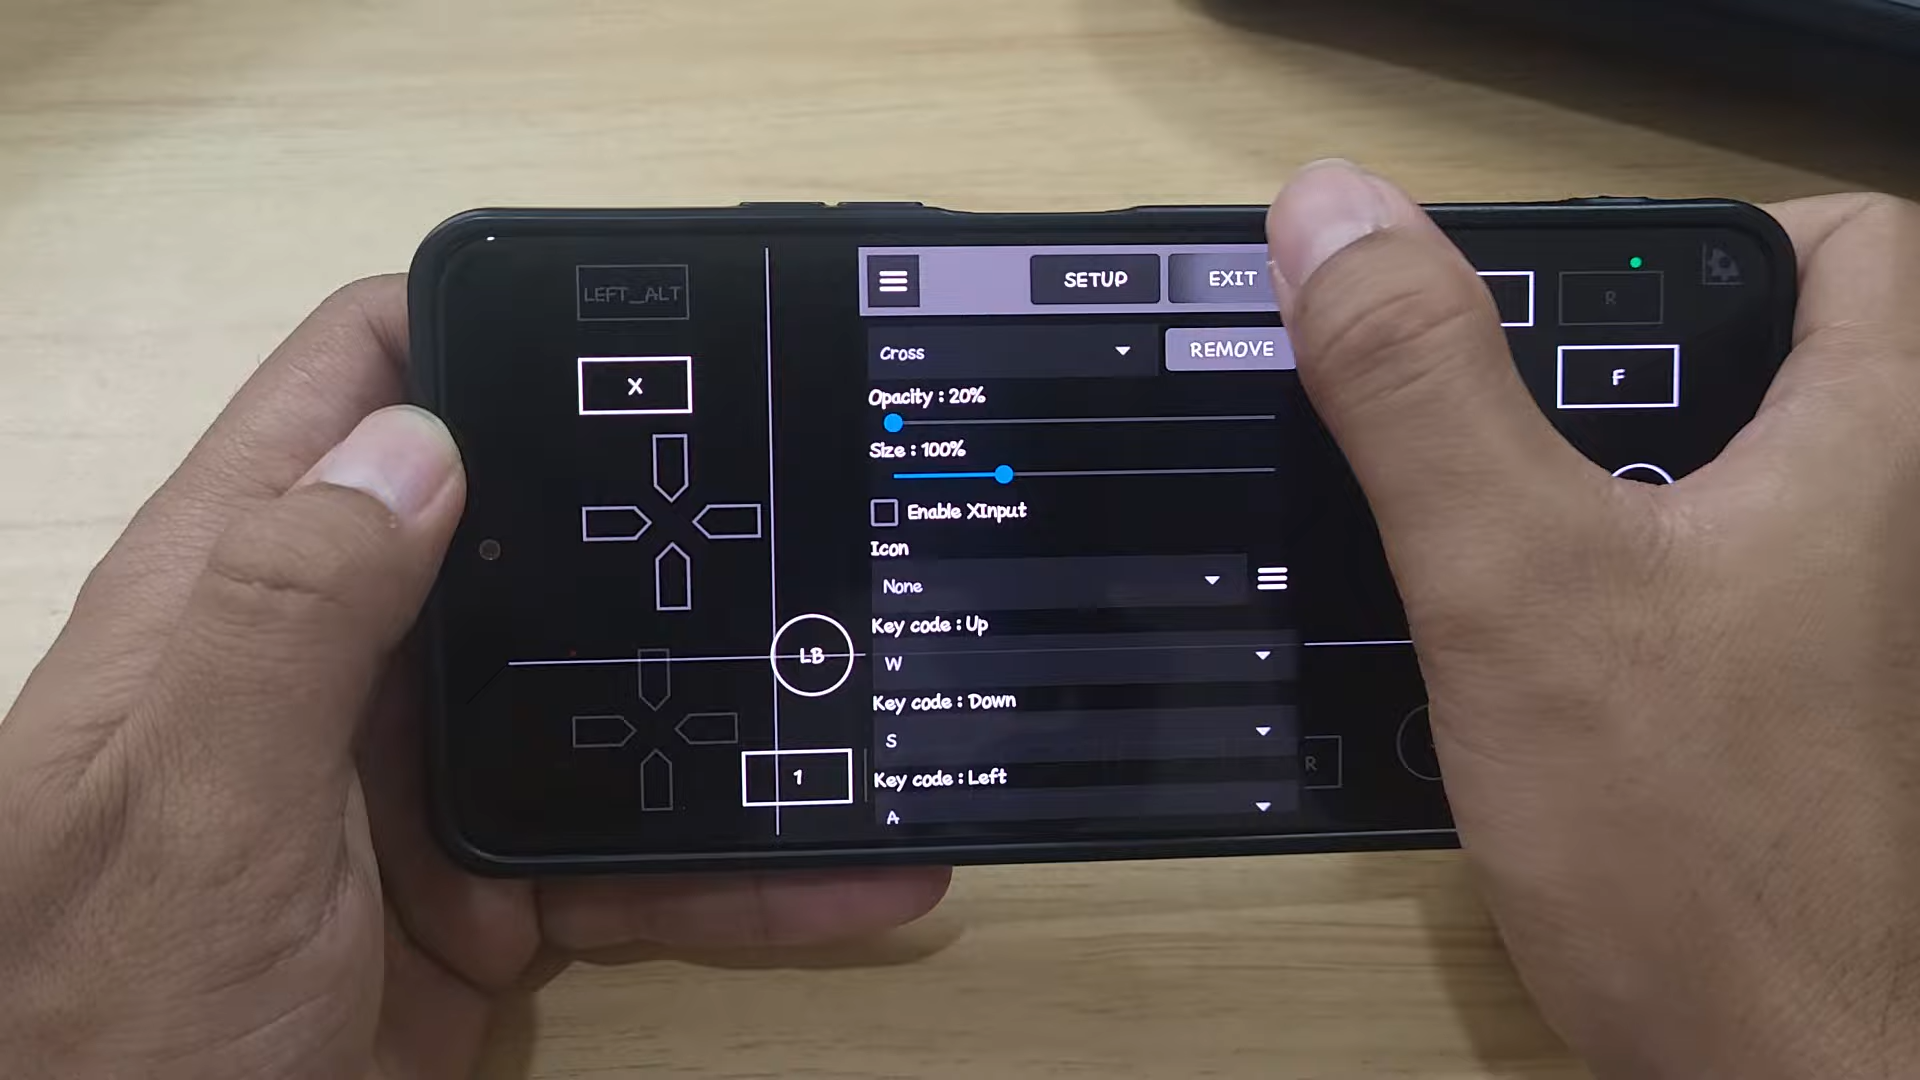 LEFT_ALT
SETUP
EXIT
R
X
Cross
REMOVE
F
Opacity : 20%
Size : 100%
Enable XInput
Icon
None
Key code : Up
LB
W
Key code : Down
S
1
Key code : Left
R
A